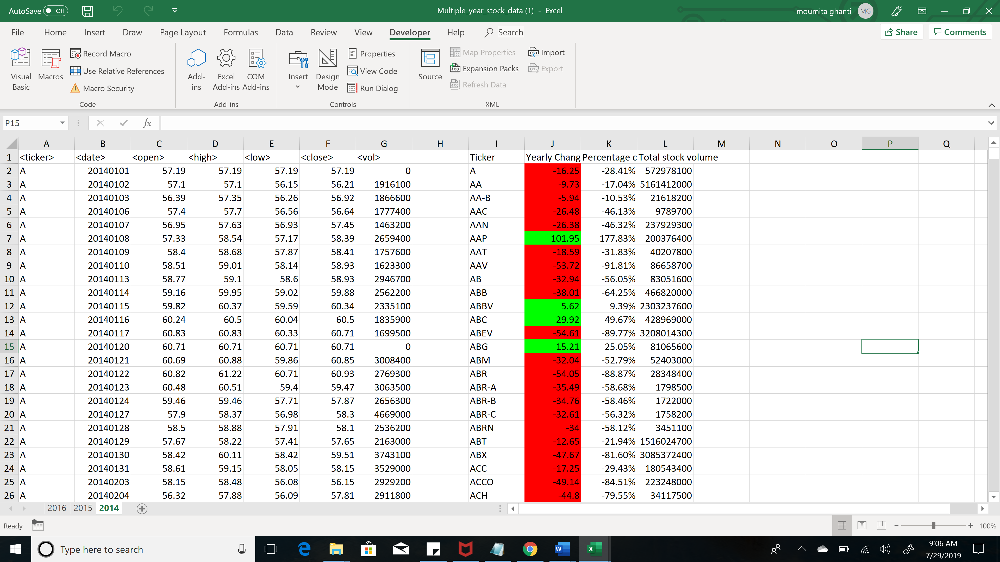 AutoSave Off Multiple_year_stock_data (1) - Excel moumita ghanti MG
File Home Insert Draw Page Layout Formulas Data Review View Developer Help Search Share Comments
Visual Basic
Macros
Record Macro
Use Relative References
Macro Security
Code
Add-ins
Excel Add-ins
COM Add-ins
Add-ins
Insert
Design Mode
Properties
View Code
Run Dialog
Controls
Source
Map Properties
Expansion Packs
Refresh Data
Import
Export
XML
P15 fx
A B C D E F G H I J K L M N O P Q
1 <ticker> <date> <open> <high> <low> <close> <vol> Ticker Yearly Chang Percentage c Total stock volume
2 A 20140101 57.19 57.19 57.19 57.19 0 A -16.25 -28.41% 572978100
3 A 20140102 57.1 57.1 56.15 56.21 1916100 AA -9.73 -17.04% 5161412000
4 A 20140103 56.39 57.35 56.26 56.92 1866600 AA-B -5.94 -10.53% 21618200
5 A 20140106 57.4 57.7 56.56 56.64 1777400 AAC -26.48 -46.13% 9789700
6 A 20140107 56.95 57.63 56.93 57.45 1463200 AAN -26.38 -46.32% 237929300
7 A 20140108 57.33 58.54 57.17 58.39 2659400 AAP 101.95 177.83% 200376400
8 A 20140109 58.4 58.68 57.87 58.41 1757600 AAT -18.59 -31.83% 40207800
9 A 20140110 58.51 59.01 58.14 58.93 1623300 AAV -53.72 -91.81% 86658700
10 A 20140113 58.77 59.1 58.6 58.93 2946700 AB -32.94 -56.05% 83051600
11 A 20140114 59.16 59.95 59.02 59.88 2562200 ABB -38.01 -64.25% 466820000
12 A 20140115 59.82 60.37 59.59 60.34 2335100 ABBV 5.62 9.39% 2303237600
13 A 20140116 60.24 60.5 60.04 60.5 1835900 ABC 29.92 49.67% 428969000
14 A 20140117 60.83 60.83 60.33 60.71 1699500 ABEV -54.61 -89.77% 3208014300
15 A 20140120 60.71 60.71 60.71 60.71 0 ABG 15.21 25.05% 81065600
16 A 20140121 60.69 60.88 59.86 60.85 3008400 ABM -32.04 -52.79% 52403000
17 A 20140122 60.82 61.22 60.71 60.93 2769300 ABR -54.05 -88.87% 28348400
18 A 20140123 60.48 60.51 59.4 59.47 3063500 ABR-A -35.49 -58.68% 1798500
19 A 20140124 59.46 59.46 57.71 57.87 2656300 ABR-B -34.76 -58.46% 1722000
20 A 20140127 57.9 58.37 56.98 58.3 4669000 ABR-C -32.61 -56.32% 1758200
21 A 20140128 58.5 58.88 57.91 58.1 2536200 ABRN -34 -58.12% 3451100
22 A 20140129 57.67 58.22 57.41 57.65 2163000 ABT -12.65 -21.94% 1516024700
23 A 20140130 58.42 60.11 58.42 59.51 3743100 ABX -47.67 -81.60% 3085372400
24 A 20140131 58.61 59.15 58.05 58.15 3529000 ACC -17.25 -29.43% 180543400
25 A 20140203 58.15 58.48 56.08 56.15 2929200 ACCO -49.14 -84.51% 223248000
26 A 20140204 56.32 57.88 56.09 57.81 2911800 ACH -44.8 -79.55% 34117500
2016 2015 2014
Ready 100%
Type here to search 9:06 AM
7/29/2019